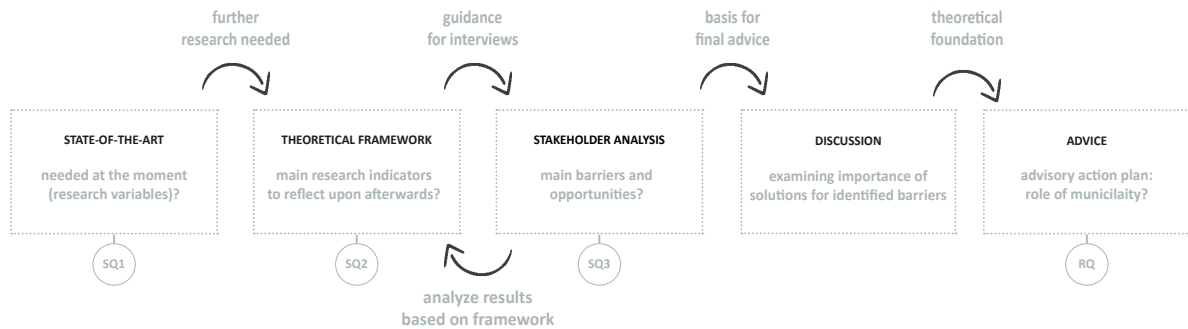 further
research needed
guidance
for interviews
basis for
final advice
theoretical
foundation
STATE-OF-THE-ART
needed at the moment
(research variables)?
THEORETICAL FRAMEWORK
main research indicators
to reflect upon afterwards?
STAKEHOLDER ANALYSIS
main barriers and
opportunities?
DISCUSSION
examining importance of
solutions for identified barriers
ADVICE
advisory action plan:
role of municilaity?
SQ1
SQ2
SQ3
RQ
analyze results
based on framework